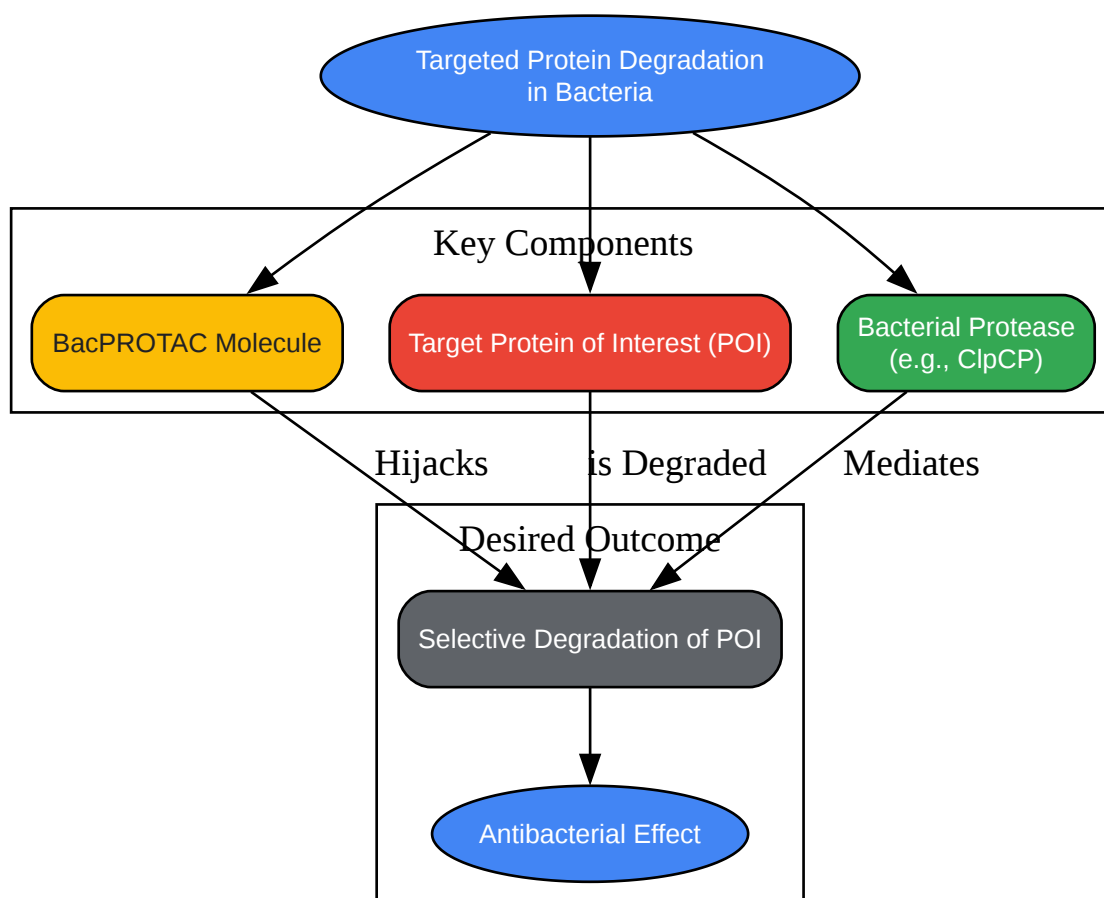 Targeted Protein Degradation
in Bacteria
Key Components
BacPROTAC Molecule
Target Protein of Interest (POI)
Bacterial Protease
(e.g., ClpCP)
Hijacks
is Degraded
Mediates
Desired Outcome
Selective Degradation of POI
Antibacterial Effect